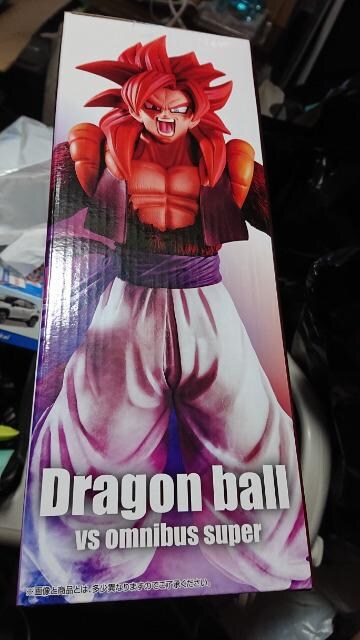 Dragon ball
vs omnibus super
※画像と商品とは、多少異なりますのでご了承ください。